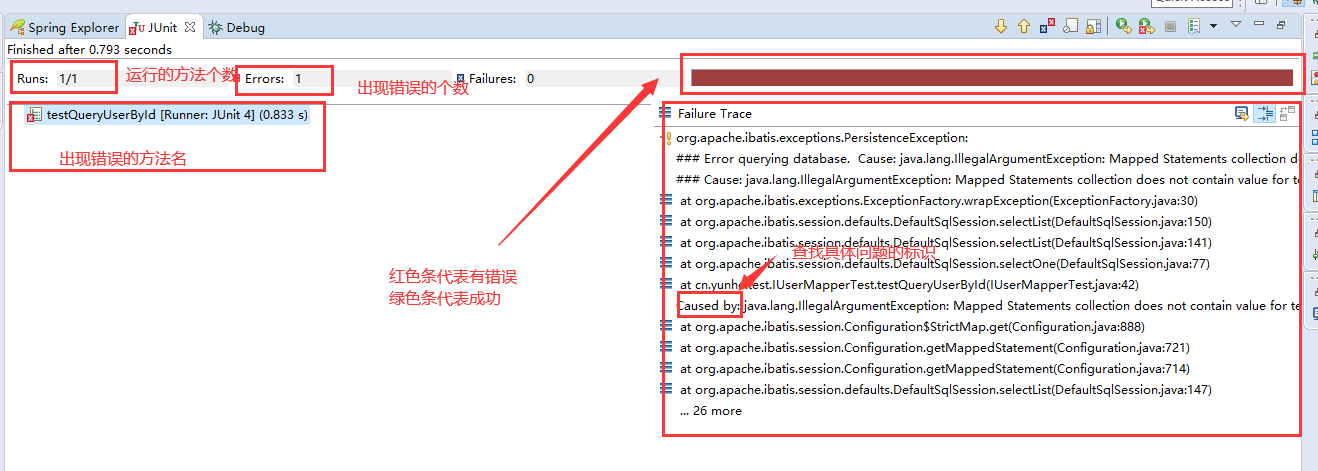 Spring Explorer JUnit Debug
Finished after 0.793 seconds
Runs: 1/1 运行的方法个数 Errors: 1 出现错误的个数 Failures: 0
testQueryUserById [Runner: JUnit 4] (0.833 s)
出现错误的方法名
红色条代表有错误
绿色条代表成功
Failure Trace
org.apache.ibatis.exceptions.PersistenceException:
### Error querying database. Cause: java.lang.IllegalArgumentException: Mapped Statements collection
### Cause: java.lang.IllegalArgumentException: Mapped Statements collection does not contain value for
at org.apache.ibatis.exceptions.ExceptionFactory.wrapException(ExceptionFactory.java:30)
at org.apache.ibatis.session.defaults.DefaultSqlSession.selectList(DefaultSqlSession.java:150)
at org.apache.ibatis.session.defaults.DefaultSqlSession.selectList(DefaultSqlSession.java:141)
查找具体问题的标识
at org.apache.ibatis.session.defaults.DefaultSqlSession.selectOne(DefaultSqlSession.java:77)
at cn.yunhe.test.IUserMapperTest.testQueryUserById(IUserMapperTest.java:42)
Caused by: java.lang.IllegalArgumentException: Mapped Statements collection does not contain value for
at org.apache.ibatis.session.Configuration$StrictMap.get(Configuration.java:888)
at org.apache.ibatis.session.Configuration.getMappedStatement(Configuration.java:721)
at org.apache.ibatis.session.Configuration.getMappedStatement(Configuration.java:714)
at org.apache.ibatis.session.defaults.DefaultSqlSession.selectList(DefaultSqlSession.java:147)
... 26 more